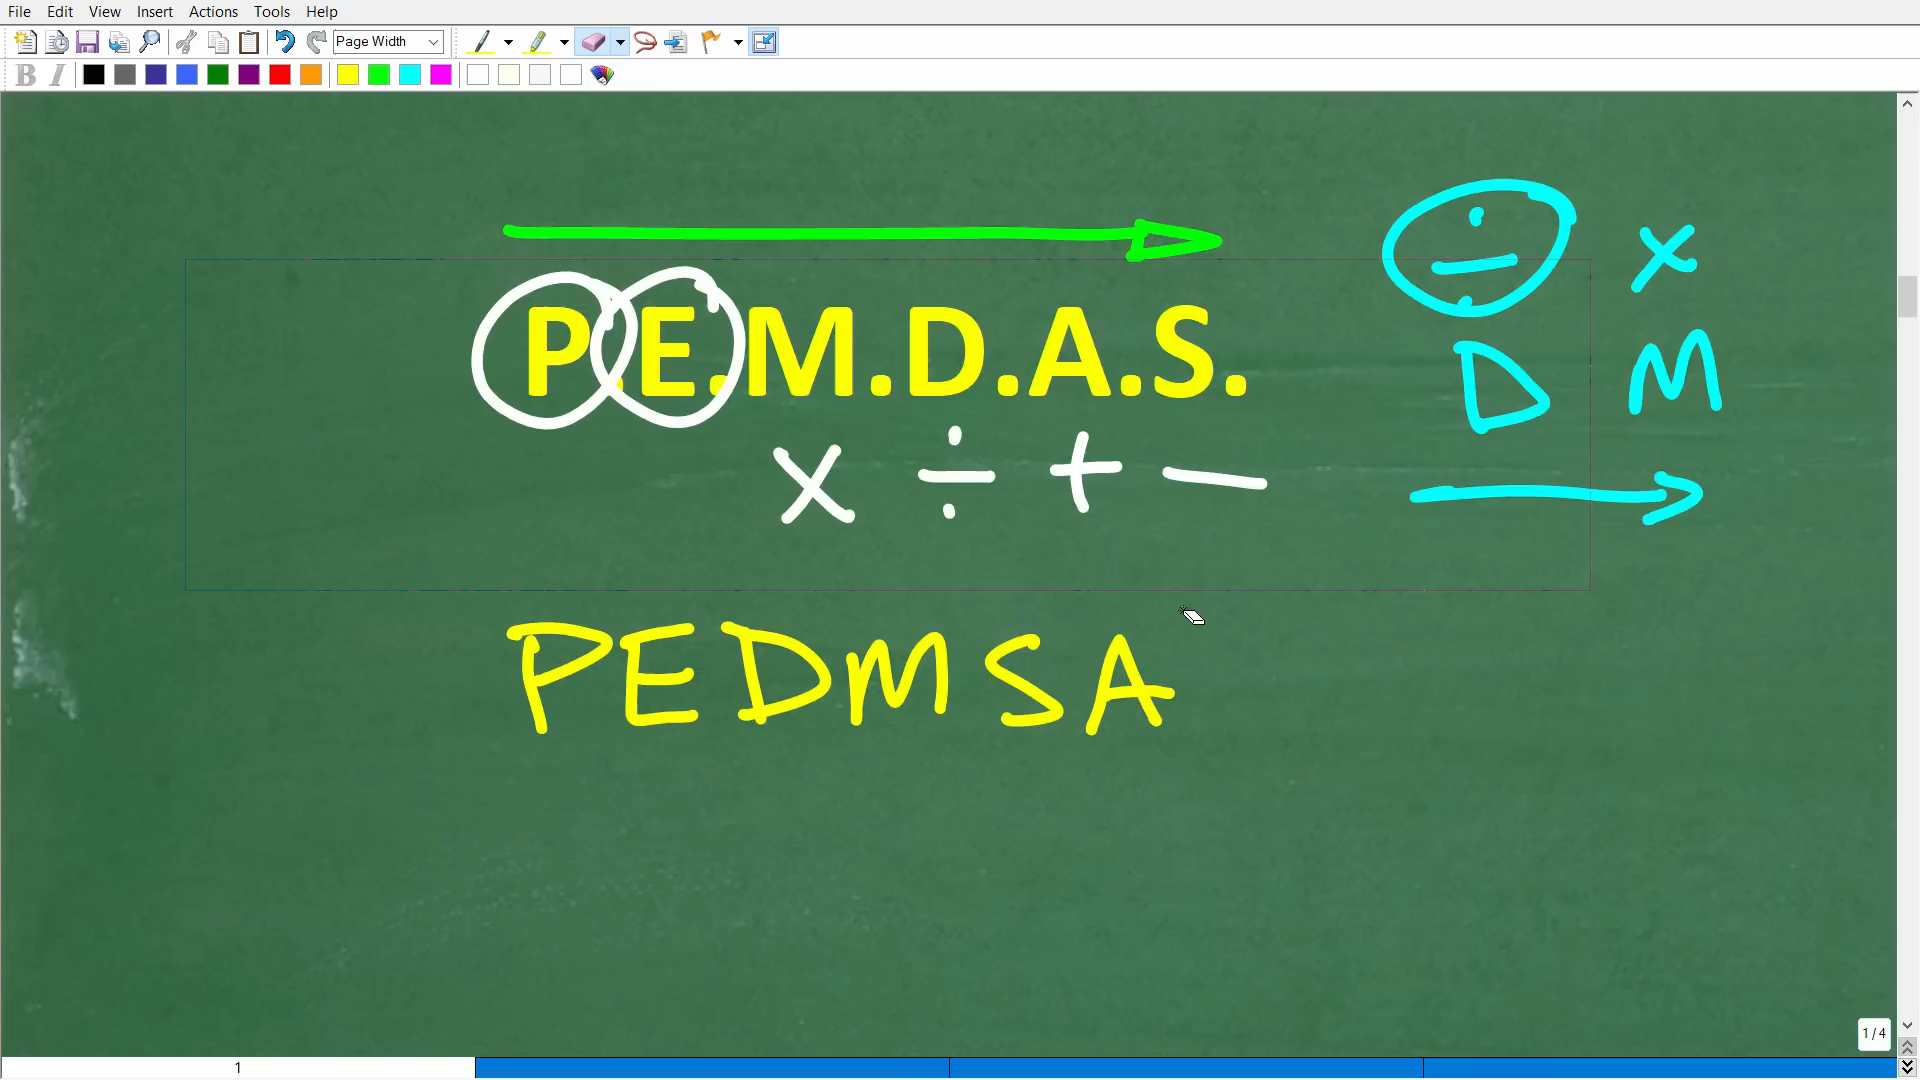 File Edit View Insert Actions Tools Help
Page Width
B I
÷ x
P.E.M.D.A.S.
D M
x ÷ + −
PEDMSA
1 / 4
1